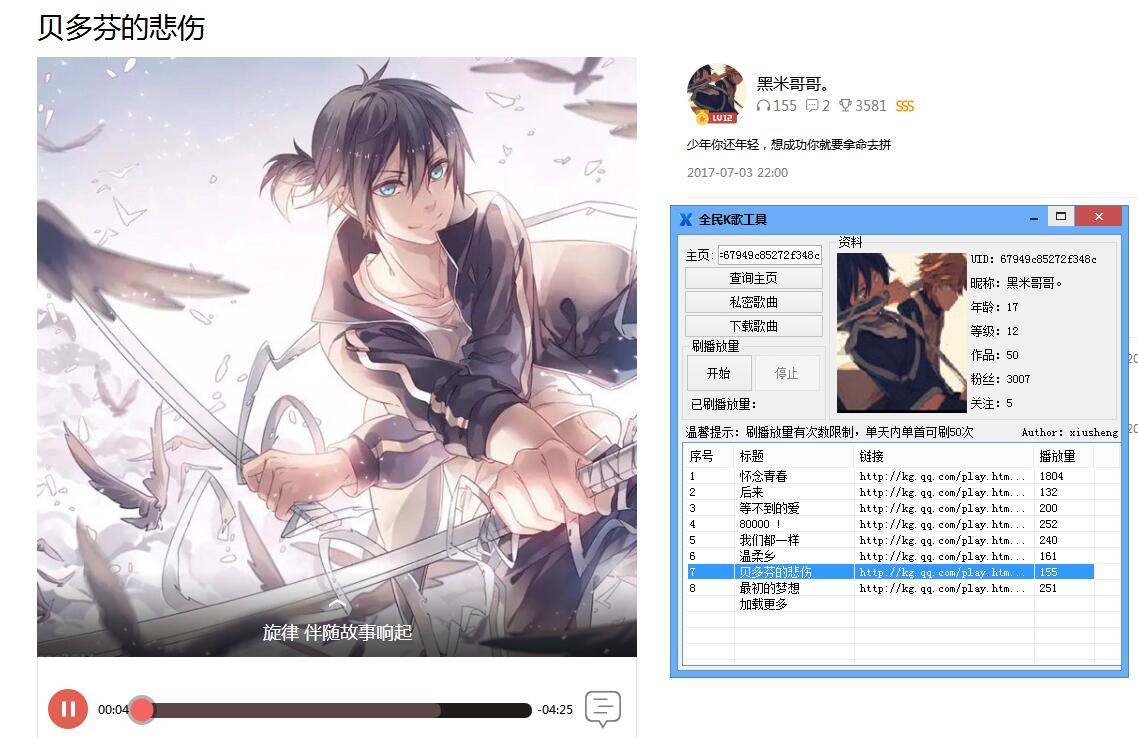 贝多芬的悲伤
旋律 伴随故事响起
00:04
-04:25
黑米哥哥。
155 2 3581 SSS
LV12
少年你还年轻，想成功你就要拿命去拼
2017-07-03 22:00
全民K歌工具
主页: =67949c85272f348c
查询主页
私密歌曲
下载歌曲
刷播放量
开始 停止
已刷播放量:
资料
UID: 67949c85272f348c
昵称: 黑米哥哥。
年龄: 17
等级: 12
作品: 50
粉丝: 3007
关注: 5
温馨提示: 刷播放量有次数限制, 单天内单首可刷50次 Author: xiusheng
序号 标题 链接 播放量
1 怀念青春 http://kg.qq.com/play.htm... 1804
2 后来 http://kg.qq.com/play.htm... 132
3 等不到的爱 http://kg.qq.com/play.htm... 200
4 80000 ! http://kg.qq.com/play.htm... 252
5 我们都一样 http://kg.qq.com/play.htm... 240
6 温柔乡 http://kg.qq.com/play.htm... 161
7 贝多芬的悲伤 http://kg.qq.com/play.htm... 155
8 最初的梦想 http://kg.qq.com/play.htm... 251
加载更多
20
20